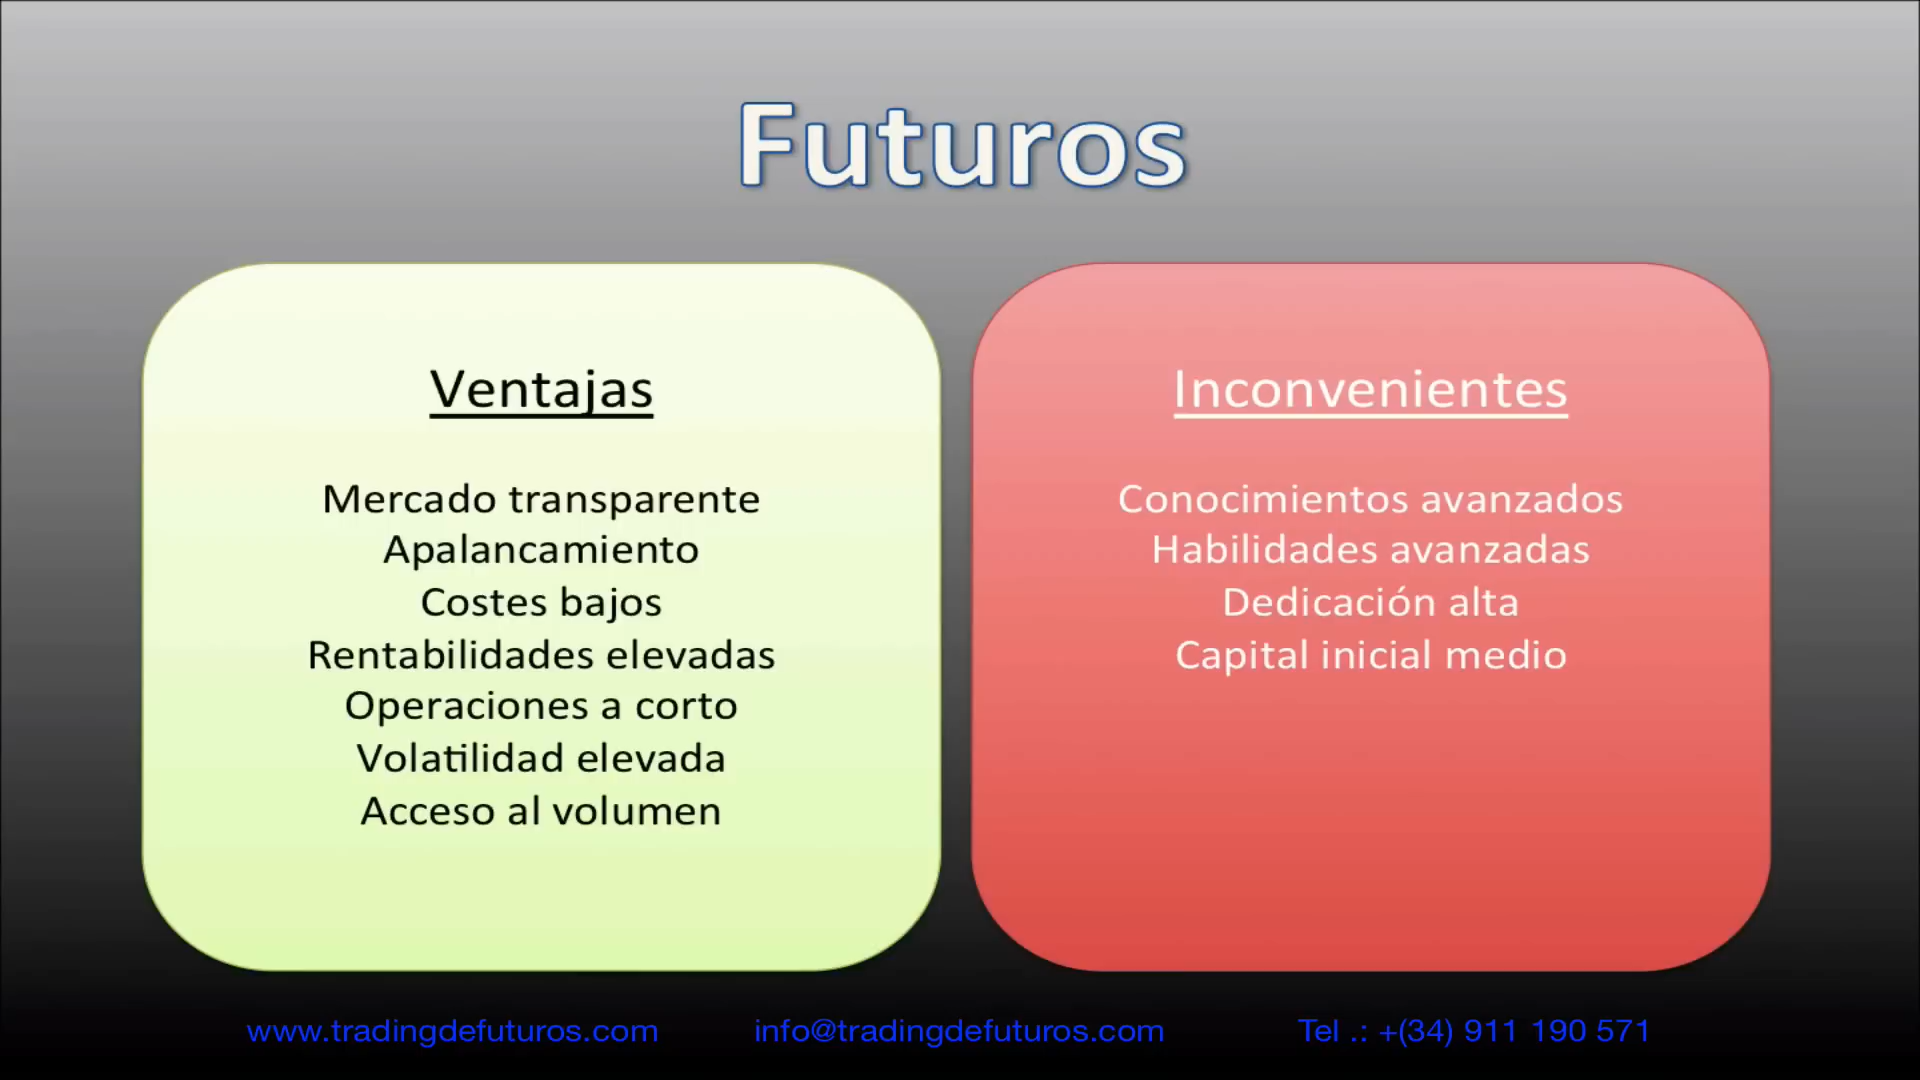 Futuros
Ventajas
Mercado transparente
Apalancamiento
Costes bajos
Rentabilidades elevadas
Operaciones a corto
Volatilidad elevada
Acceso al volumen
Inconvenientes
Conocimientos avanzados
Habilidades avanzadas
Dedicación alta
Capital inicial medio
www.tradingdefuturos.com info@tradingdefuturos.com Tel .: +(34) 911 190 571